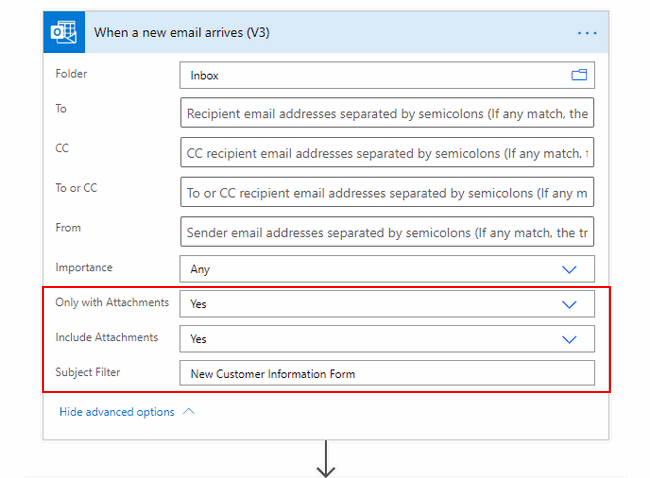 When a new email arrives (V3)
Folder
Inbox
To
Recipient email addresses separated by semicolons (If any match, the
CC
CC recipient email addresses separated by semicolons (If any match,
To or CC
To or CC recipient email addresses separated by semicolons (If any m
From
Sender email addresses separated by semicolons (If any match, the tr
Importance
Any
Only with Attachments
Yes
Include Attachments
Yes
Subject Filter
New Customer Information Form
Hide advanced options